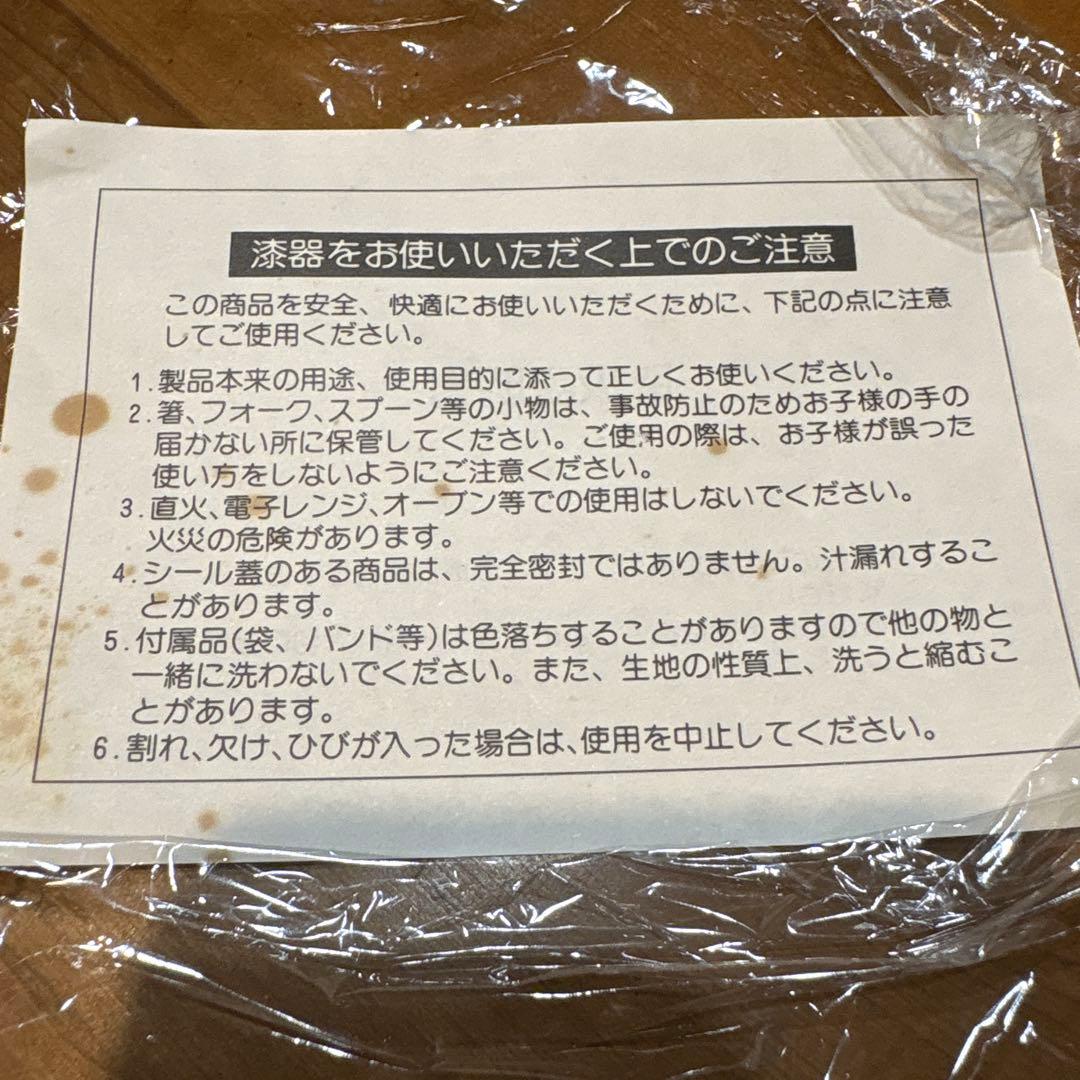 漆器をお使いいただく上でのご注意
この商品を安全、快適にお使いいただくために、下記の点に注意
してご使用ください。
1.製品本来の用途、使用目的に添って正しくお使いください。
2.箸、フォーク、スプーン等の小物は、事故防止のためお子様の手の
届かない所に保管してください。ご使用の際は、お子様が誤った
使い方をしないようにご注意ください。
3.直火、電子レンジ、オーブン等での使用はしないでください。
火災の危険があります。
4.シール蓋のある商品は、完全密封ではありません。汁漏れするこ
とがあります。
5.付属品(袋、バンド等)は色落ちすることがありますので他の物と
一緒に洗わないでください。また、生地の性質上、洗うと縮むこ
とがあります。
6.割れ、欠け、ひびが入った場合は、使用を中止してください。